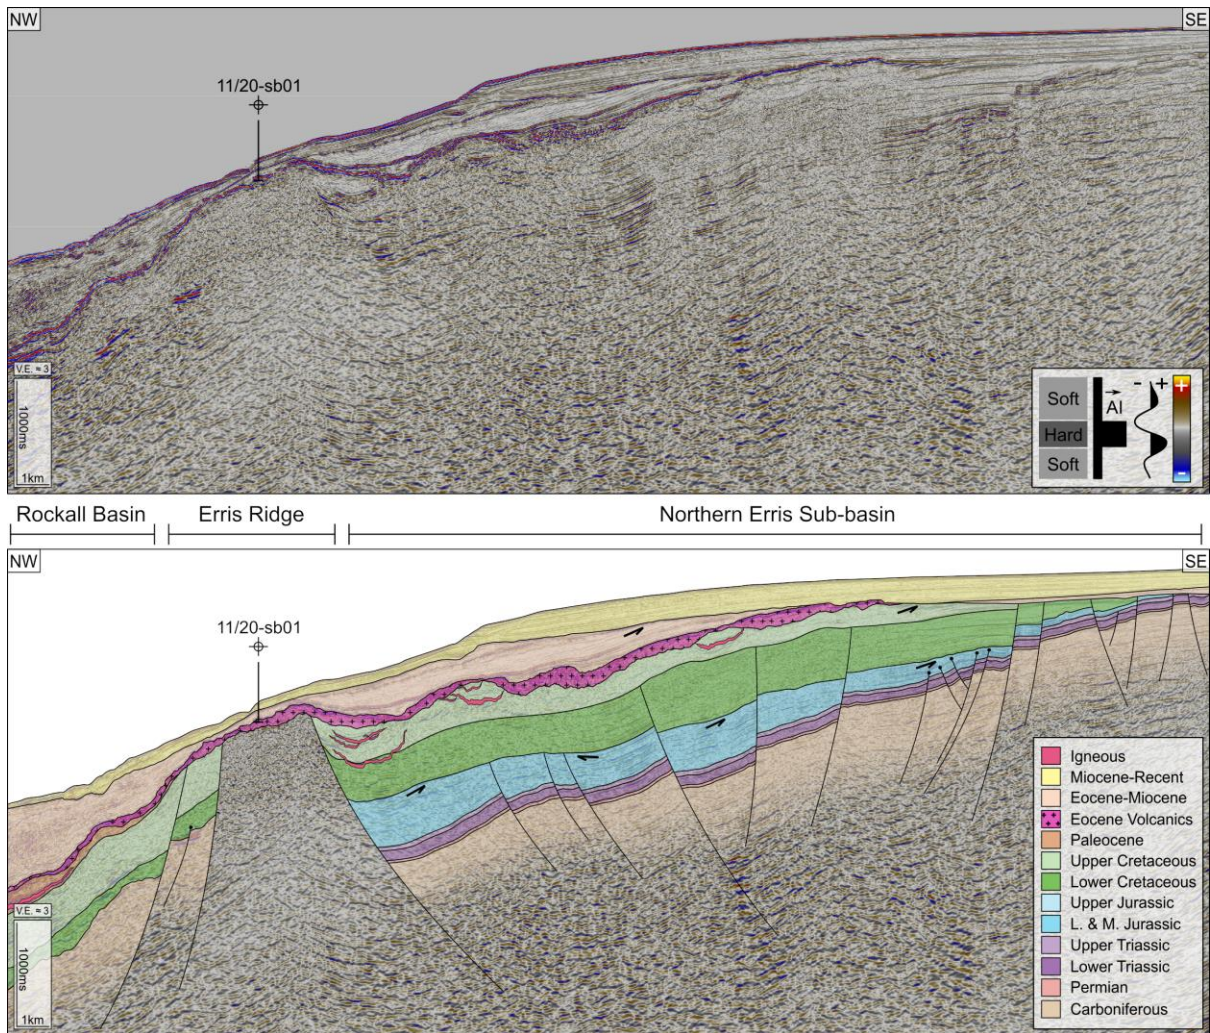 NW
SE
11/20-sb01
V.E. ≈ 3
1000ms
1km
Soft
Hard
Soft
AI
- +
+
-
Rockall Basin
Erris Ridge
Northern Erris Sub-basin
NW
SE
11/20-sb01
V.E. ≈ 3
1000ms
1km
Igneous
Miocene-Recent
Eocene-Miocene
Eocene Volcanics
Paleocene
Upper Cretaceous
Lower Cretaceous
Upper Jurassic
L. & M. Jurassic
Upper Triassic
Lower Triassic
Permian
Carboniferous